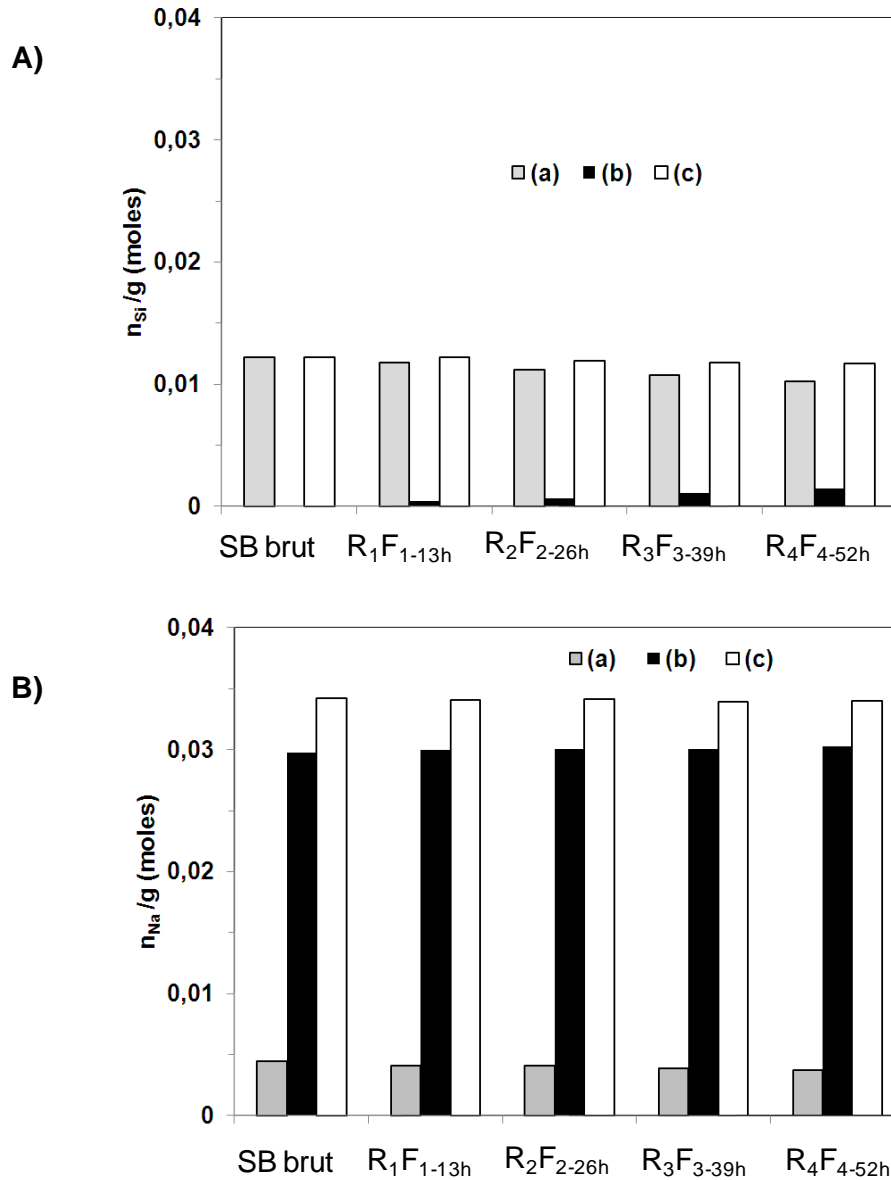 A)
n_Si /g (moles)
0,04
0,03
0,02
0,01
0
(a) (b) (c)
SB brut R₁F₁₋₁₃ₕ R₂F₂₋₂₆ₕ R₃F₃₋₃₉ₕ R₄F₄₋₅₂ₕ
B)
n_Na /g (moles)
0,04
0,03
0,02
0,01
0
(a) (b) (c)
SB brut R₁F₁₋₁₃ₕ R₂F₂₋₂₆ₕ R₃F₃₋₃₉ₕ R₄F₄₋₅₂ₕ